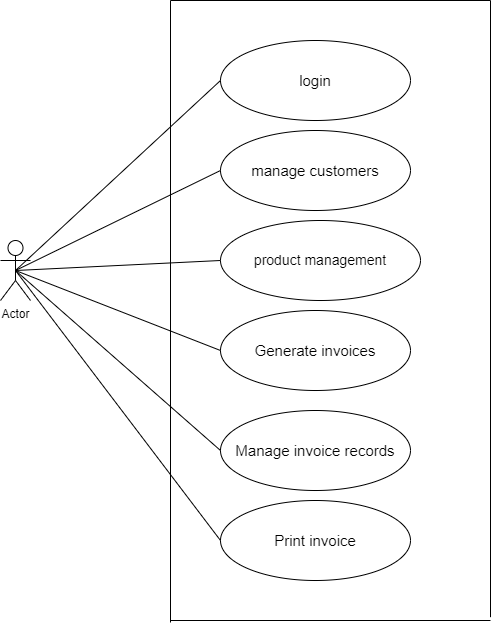 login
manage customers
product management
Actor
Generate invoices
Manage invoice records
Print invoice